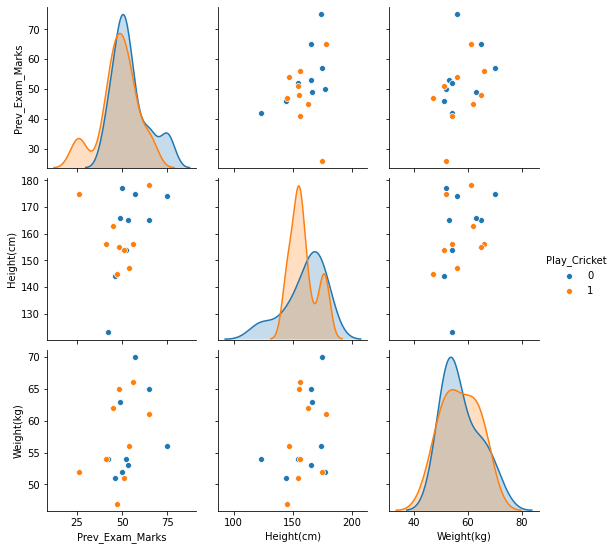 70
60
50
40
30
Prev_Exam_Marks
180
170
160
150
140
130
Height(cm)
Play_Cricket
0
1
70
65
60
55
50
Weight(kg)
25 50 75
100 150 200
40 60 80
Prev_Exam_Marks Height(cm) Weight(kg)